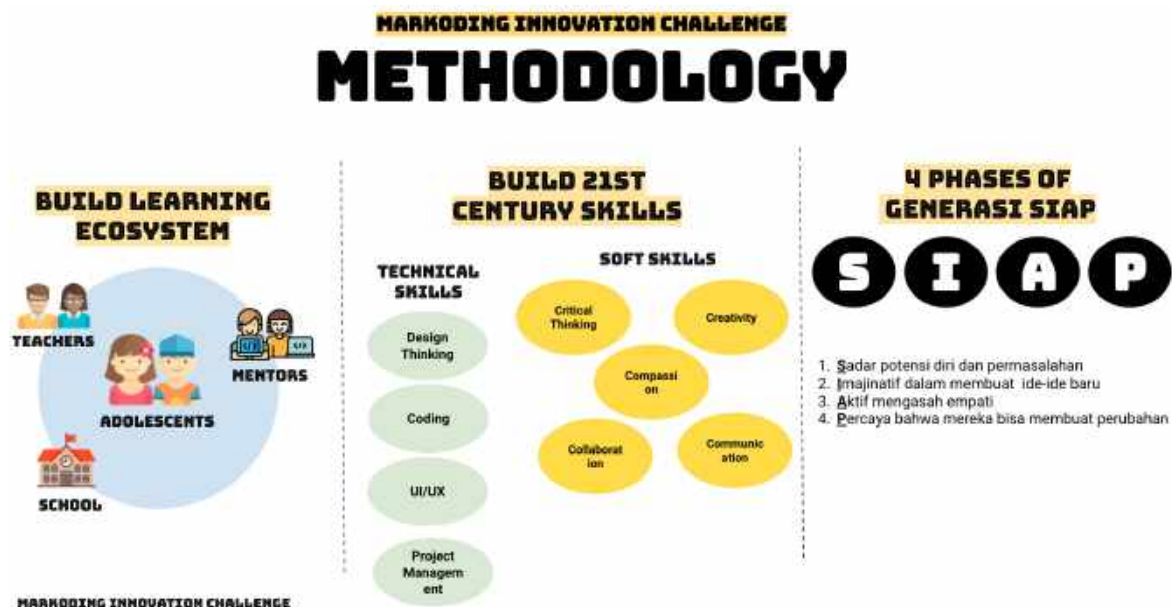 MARKODING INNOVATION CHALLENGE
METHODOLOGY
BUILD LEARNING
ECOSYSTEM
TEACHERS
MENTORS
ADOLESCENTS
SCHOOL
BUILD 21ST
CENTURY SKILLS
TECHNICAL
SKILLS
Design
Thinking
Coding
UI/UX
Project
Managem
ent
SOFT SKILLS
Critical
Thinking
Creativity
Compassi
on
Collaborat
ion
Communic
ation
4 PHASES OF
GENERASI SIAP
S I A P
1. Sadar potensi diri dan permasalahan
2. Imajinatif dalam membuat ide-ide baru
3. Aktif mengasah empati
4. Percaya bahwa mereka bisa membuat perubahan
MARKODING INNOVATION CHALLENGE